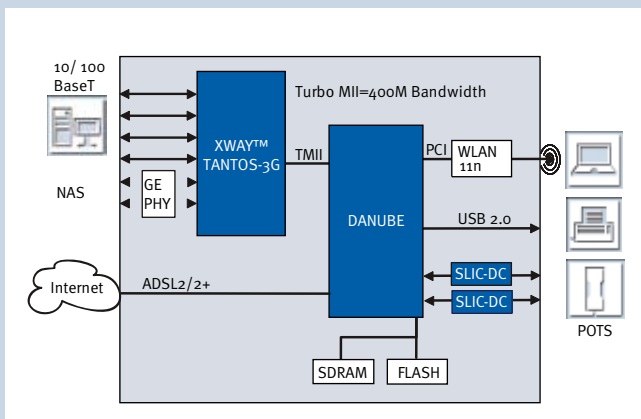 10/ 100
BaseT
Turbo MII=400M Bandwidth
XWAY™
TANTOS-3G
TMII
PCI
WLAN
11n
NAS
GE
PHY
DANUBE
USB 2.0
Internet
ADSL2/2+
SLIC-DC
SLIC-DC
POTS
SDRAM
FLASH